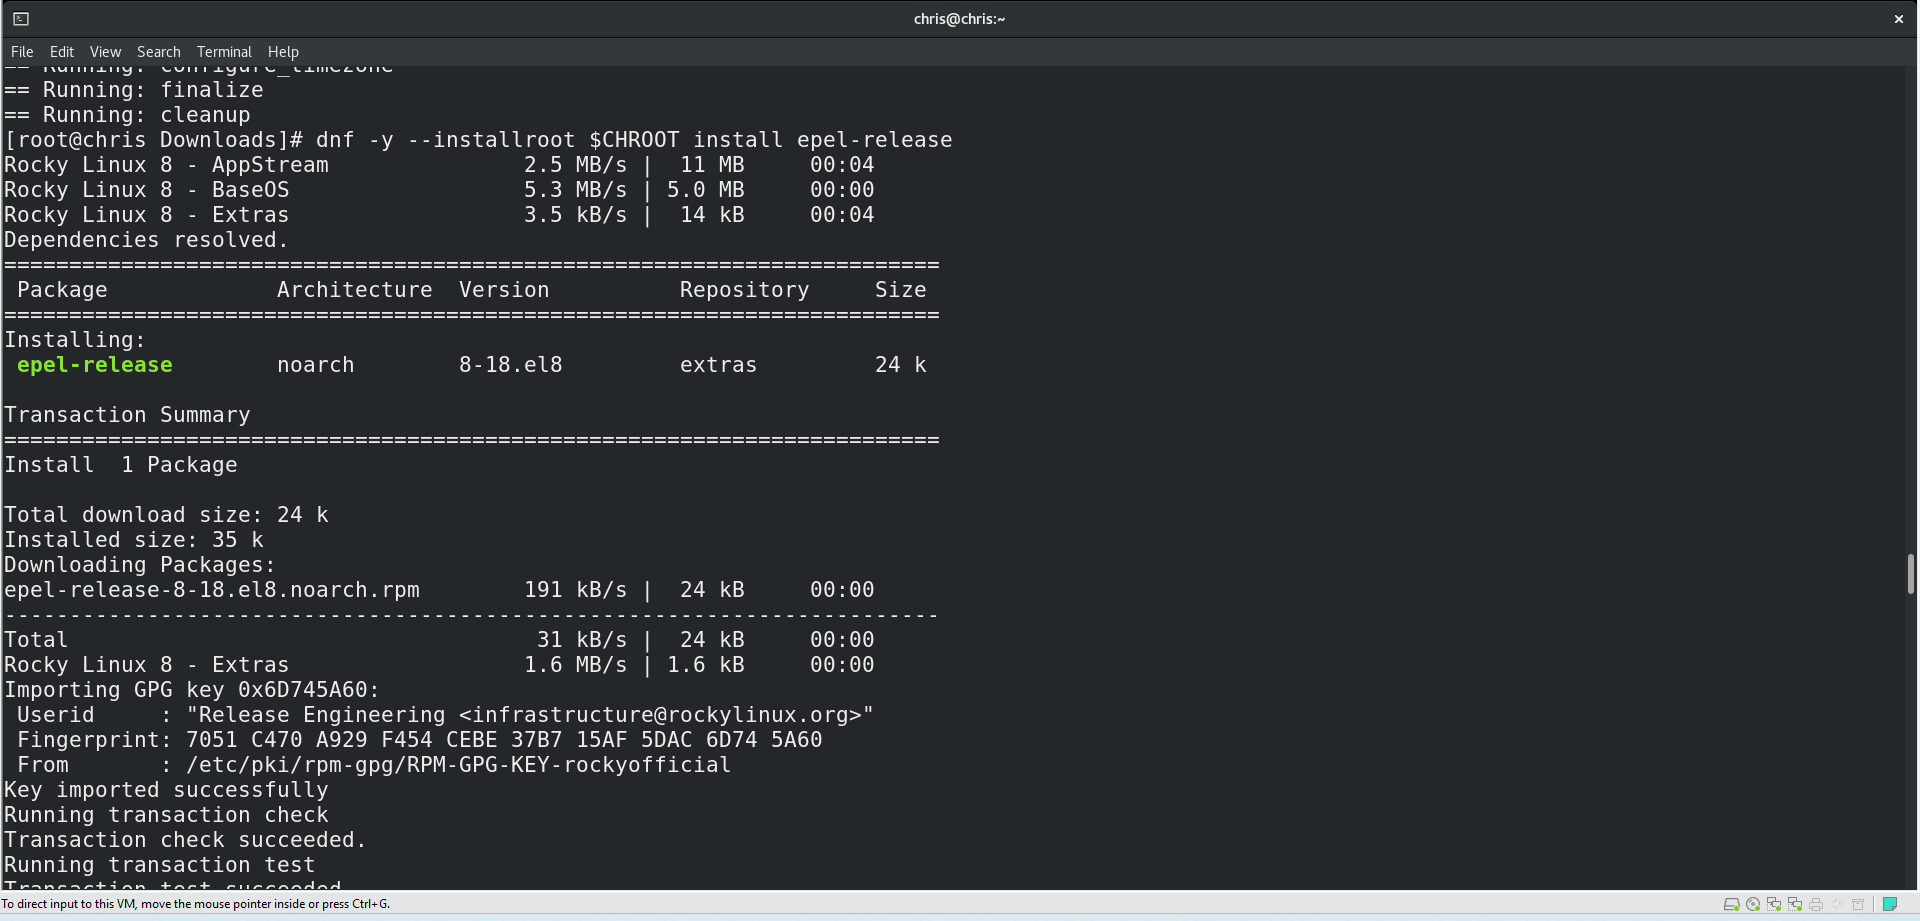 chris@chris:~
File Edit View Search Terminal Help
== Running: configure_timezone
== Running: finalize
== Running: cleanup
[root@chris Downloads]# dnf -y --installroot $CHROOT install epel-release
Rocky Linux 8 - AppStream 2.5 MB/s | 11 MB 00:04
Rocky Linux 8 - BaseOS 5.3 MB/s | 5.0 MB 00:00
Rocky Linux 8 - Extras 3.5 kB/s | 14 kB 00:04
Dependencies resolved.
========================================================================
Package Architecture Version Repository Size
========================================================================
Installing:
epel-release noarch 8-18.el8 extras 24 k
Transaction Summary
========================================================================
Install 1 Package
Total download size: 24 k
Installed size: 35 k
Downloading Packages:
epel-release-8-18.el8.noarch.rpm 191 kB/s | 24 kB 00:00
------------------------------------------------------------------------
Total 31 kB/s | 24 kB 00:00
Rocky Linux 8 - Extras 1.6 MB/s | 1.6 kB 00:00
Importing GPG key 0x6D745A60:
Userid : "Release Engineering <infrastructure@rockylinux.org>"
Fingerprint: 7051 C470 A929 F454 CEBE 37B7 15AF 5DAC 6D74 5A60
From : /etc/pki/rpm-gpg/RPM-GPG-KEY-rockyofficial
Key imported successfully
Running transaction check
Transaction check succeeded.
Running transaction test
Transaction test succeeded
To direct input to this VM, move the mouse pointer inside or press Ctrl+G.